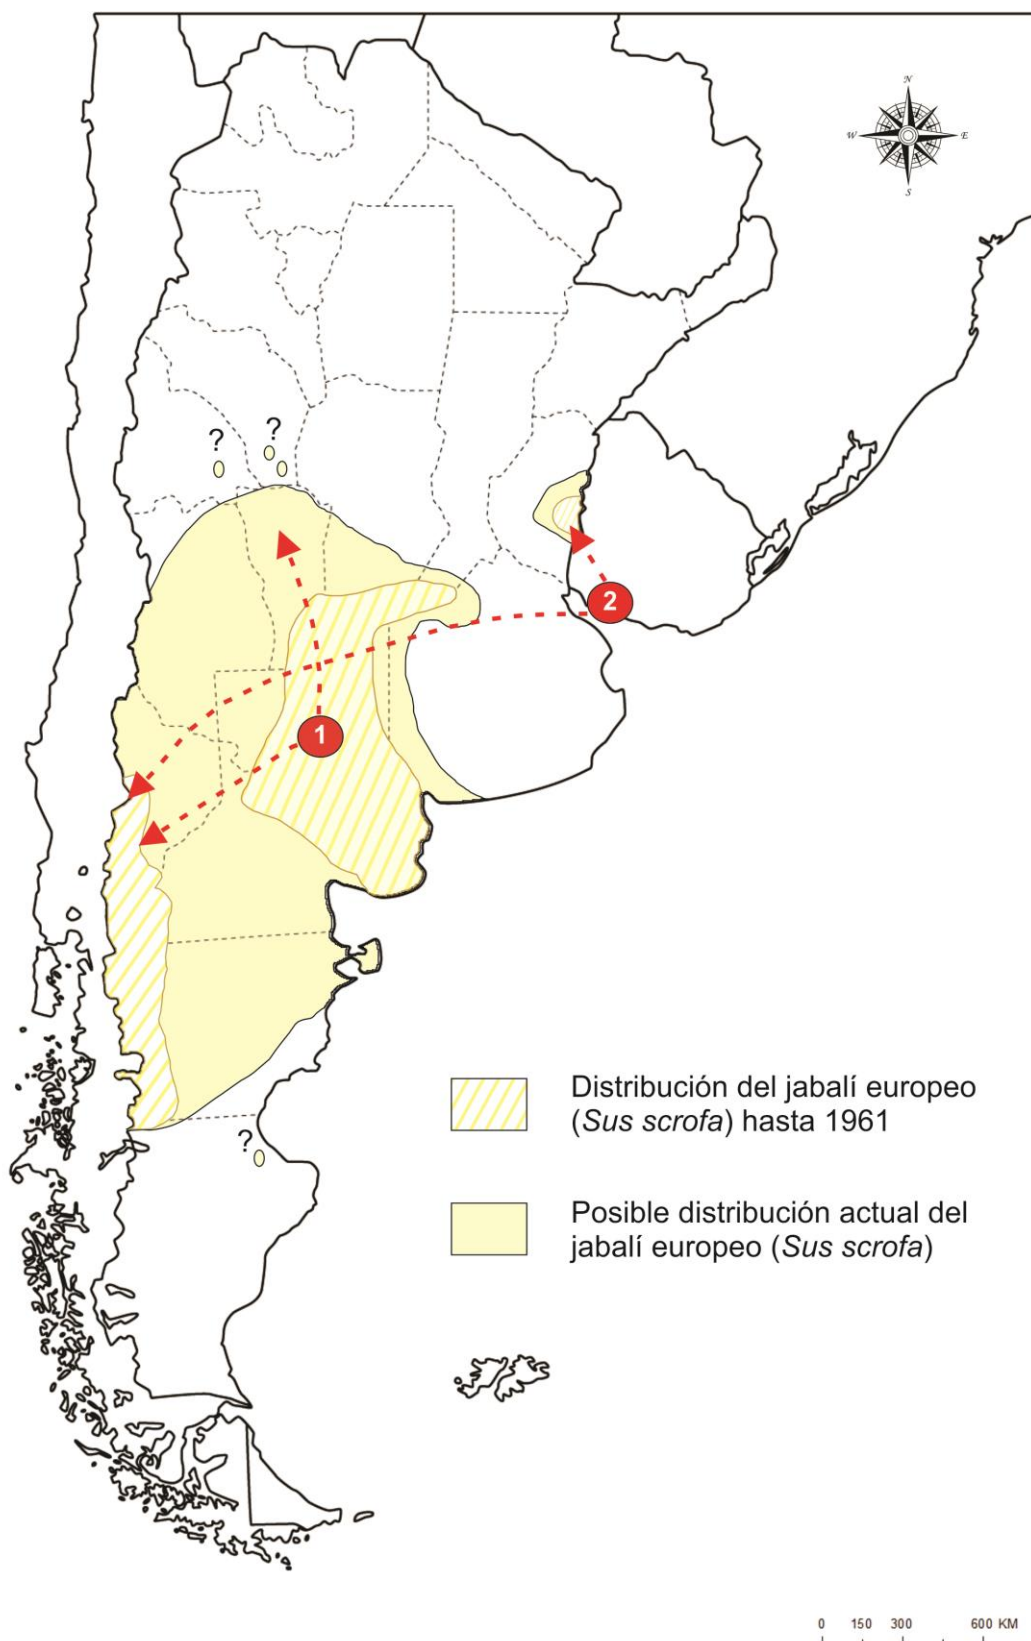 N
W
E
S
?
?
2
1
Distribución del jabalí europeo
(Sus scrofa) hasta 1961
?
Posible distribución actual del
jabalí europeo (Sus scrofa)
0 150 300 600 KM